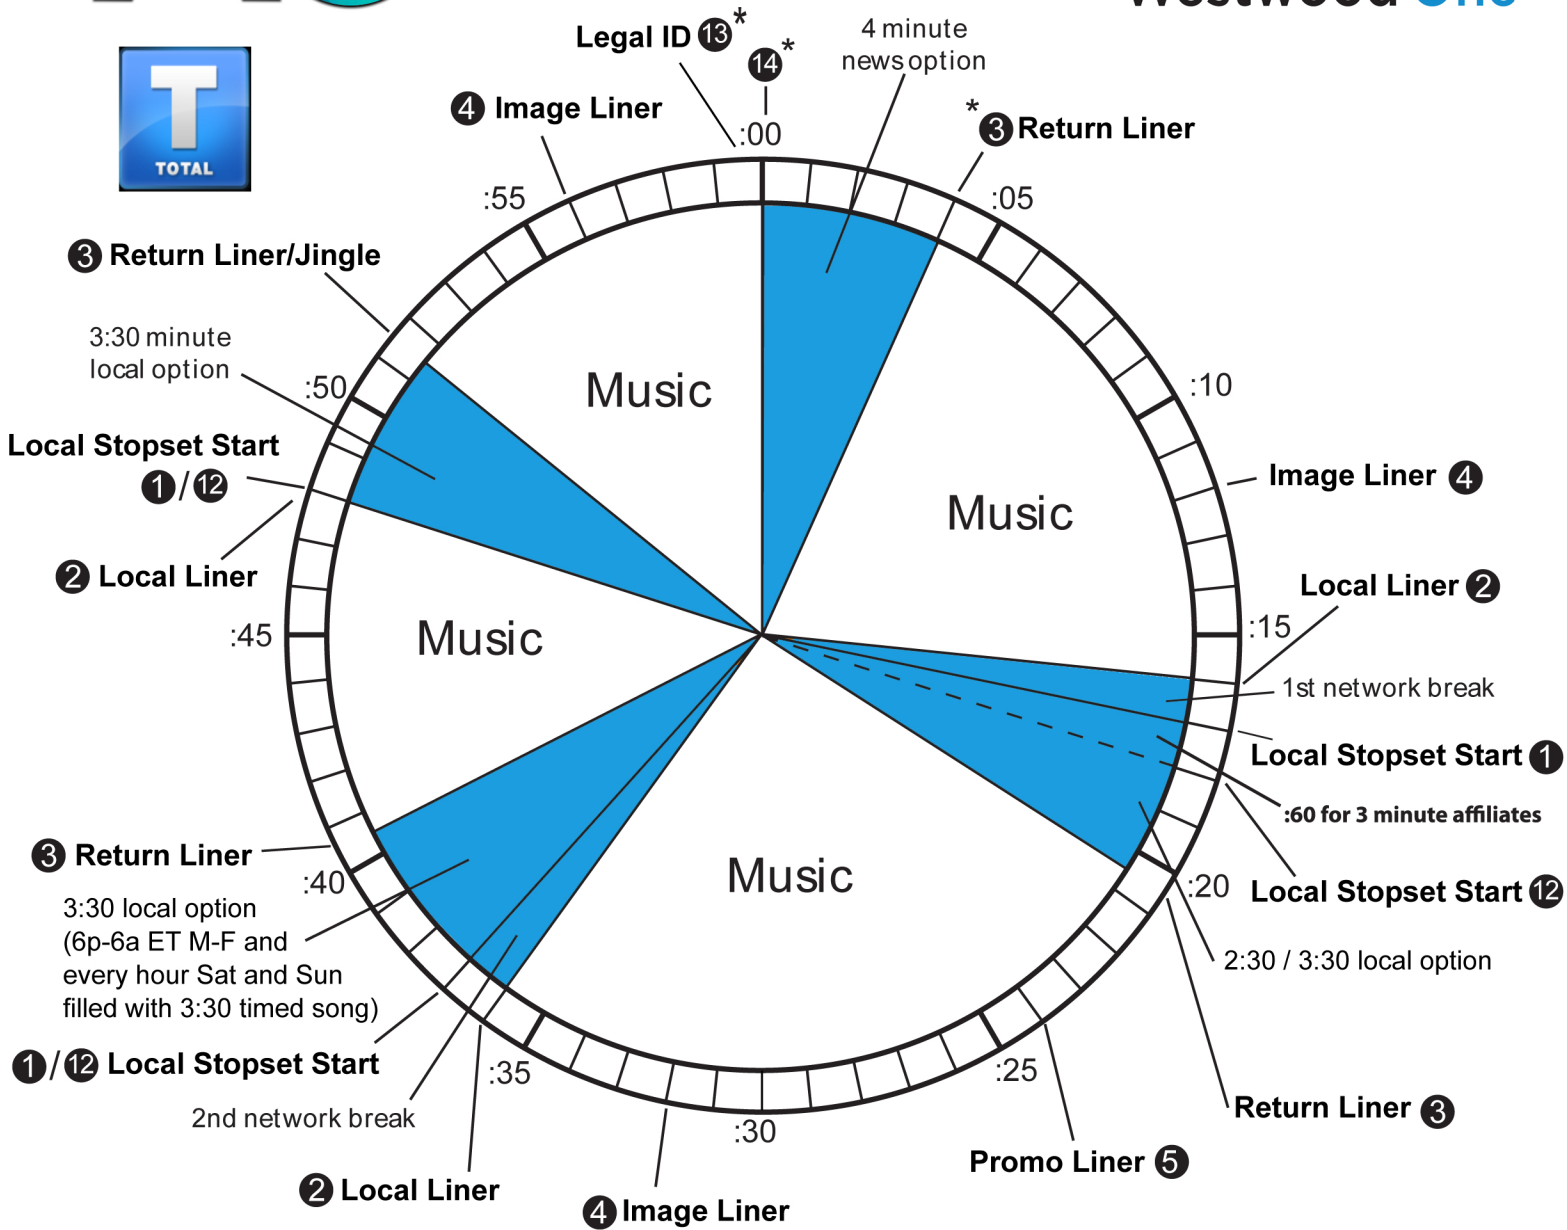 Westwood One
Legal ID 13*
14*
4 minute
news option
T
TOTAL
4 Image Liner
:00
* 3 Return Liner
:55
:05
3 Return Liner/Jingle
3:30 minute
local option
:50
Music
:10
Local Stopset Start
1/12
Image Liner 4
Music
2 Local Liner
Local Liner 2
:45
Music
:15
1st network break
Local Stopset Start 1
:60 for 3 minute affiliates
3 Return Liner
:40
Music
:20
Local Stopset Start 12
3:30 local option
(6p-6a ET M-F and
every hour Sat and Sun
filled with 3:30 timed song)
2:30 / 3:30 local option
1/12 Local Stopset Start
:35
:25
2nd network break
:30
Return Liner 3
Promo Liner 5
2 Local Liner
4 Image Liner